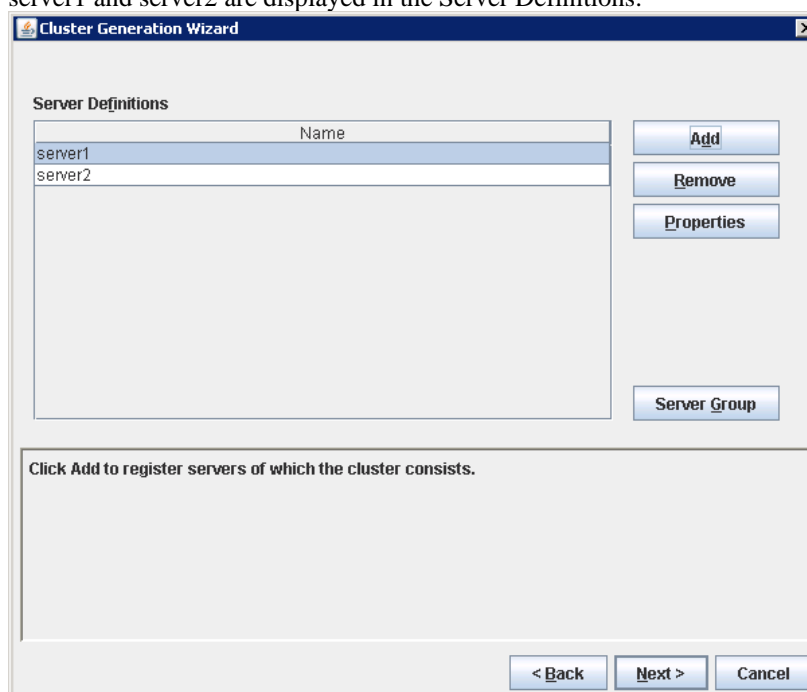 server1 and server2 are displayed in the Server Definitions.
Cluster Generation Wizard
Server Definitions
Name
server1
server2
Add
Remove
Properties
Server Group
Click Add to register servers of which the cluster consists.
< Back
Next >
Cancel